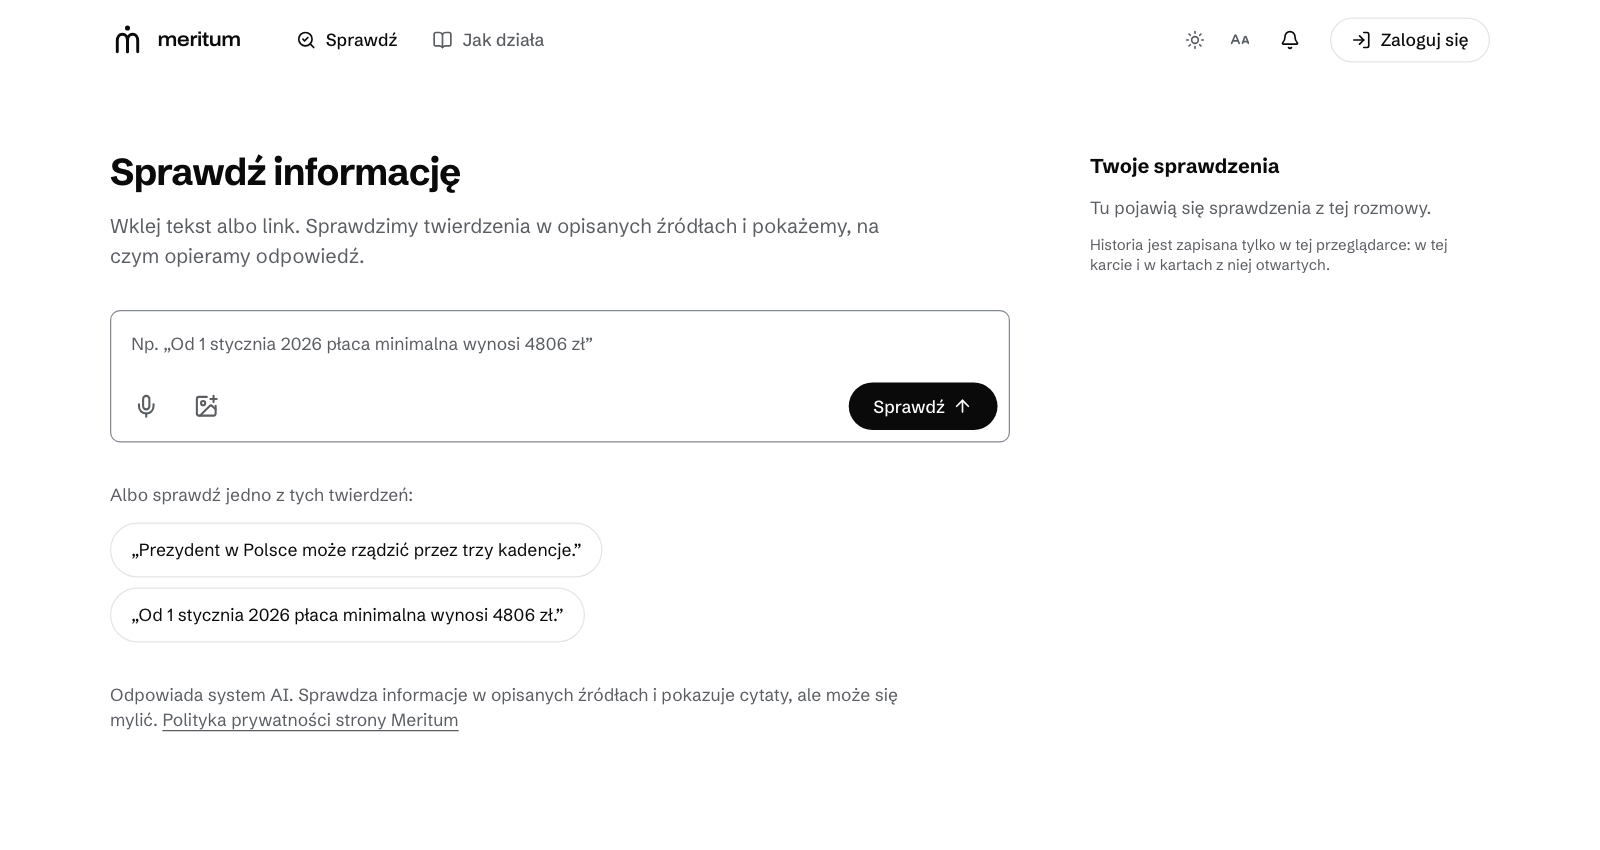 meritum
Sprawdź
Jak działa
AA
Zaloguj się
Sprawdź informację
Wklej tekst albo link. Sprawdzimy twierdzenia w opisanych źródłach i pokażemy, na
czym opieramy odpowiedź.
Np. „Od 1 stycznia 2026 płaca minimalna wynosi 4806 zł”
Sprawdź
Albo sprawdź jedno z tych twierdzeń:
„Prezydent w Polsce może rządzić przez trzy kadencje.”
„Od 1 stycznia 2026 płaca minimalna wynosi 4806 zł.”
Odpowiada system AI. Sprawdza informacje w opisanych źródłach i pokazuje cytaty, ale może się
mylić. Polityka prywatności strony Meritum
Twoje sprawdzenia
Tu pojawią się sprawdzenia z tej rozmowy.
Historia jest zapisana tylko w tej przeglądarce: w tej
karcie i w kartach z niej otwartych.